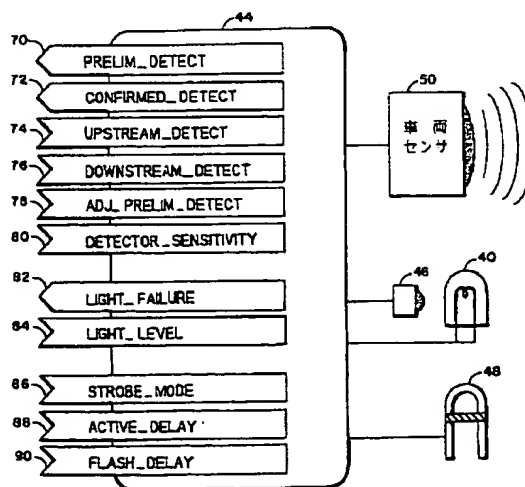 44
70
PRELIM_DETECT
72
CONFIRMED_DETECT
74
UPSTREAM_DETECT
76
DOWNSTREAM_DETECT
78
ADJ_PRELIM_DETECT
80
DETECTOR_SENSITIVITY
82
LIGHT_FAILURE
84
LIGHT_LEVEL
86
STROBE_MODE
88
ACTIVE_DELAY
90
FLASH_DELAY
50
車両
センサ
46
40
48